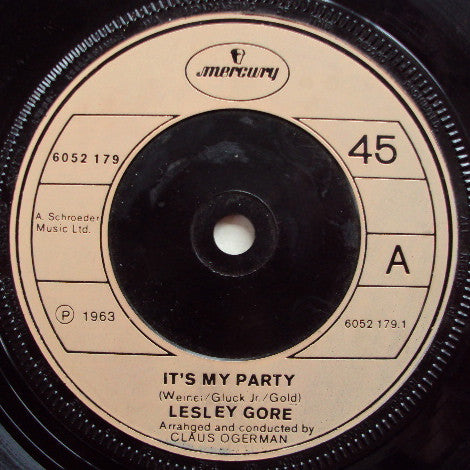 mercury
6052 179
45
A. Schroeder
Music Ltd.
A
Ⓟ 1963
6052 179.1
IT'S MY PARTY
(Weiner/Gluck Jr./Gold)
LESLEY GORE
Arranged and conducted by
CLAUS OGERMAN